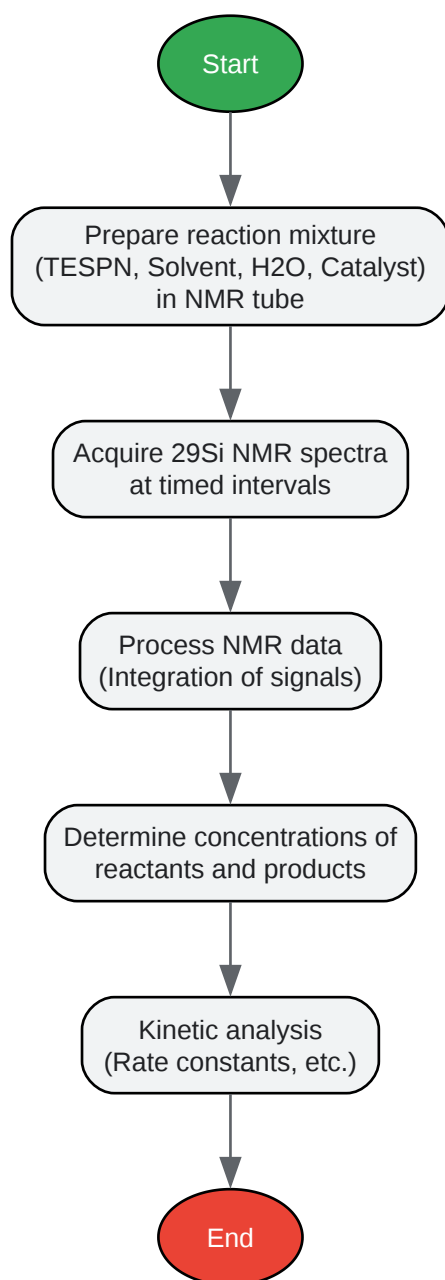 Start
Prepare reaction mixture
(TESPN, Solvent, H2O, Catalyst)
in NMR tube
Acquire 29Si NMR spectra
at timed intervals
Process NMR data
(Integration of signals)
Determine concentrations of
reactants and products
Kinetic analysis
(Rate constants, etc.)
End